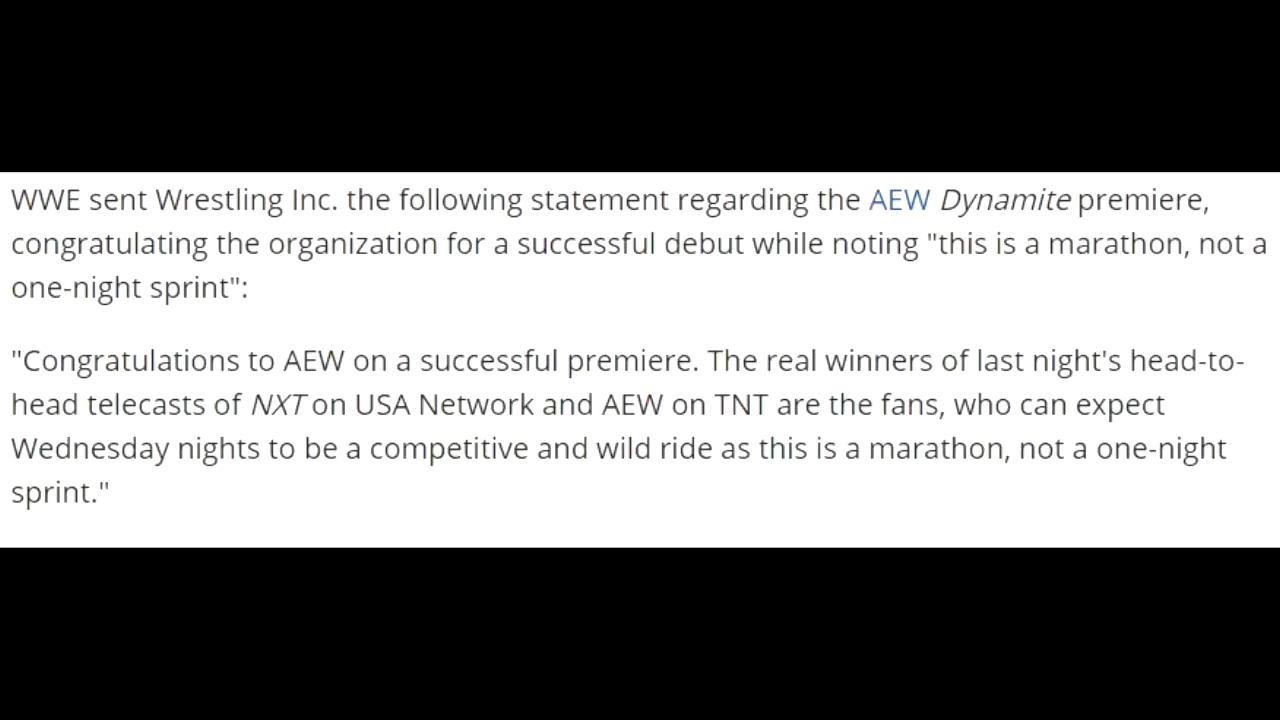 WWE sent Wrestling Inc. the following statement regarding the AEW Dynamite premiere,
congratulating the organization for a successful debut while noting "this is a marathon, not a
one-night sprint":
"Congratulations to AEW on a successful premiere. The real winners of last night's head-to-
head telecasts of NXT on USA Network and AEW on TNT are the fans, who can expect
Wednesday nights to be a competitive and wild ride as this is a marathon, not a one-night
sprint."